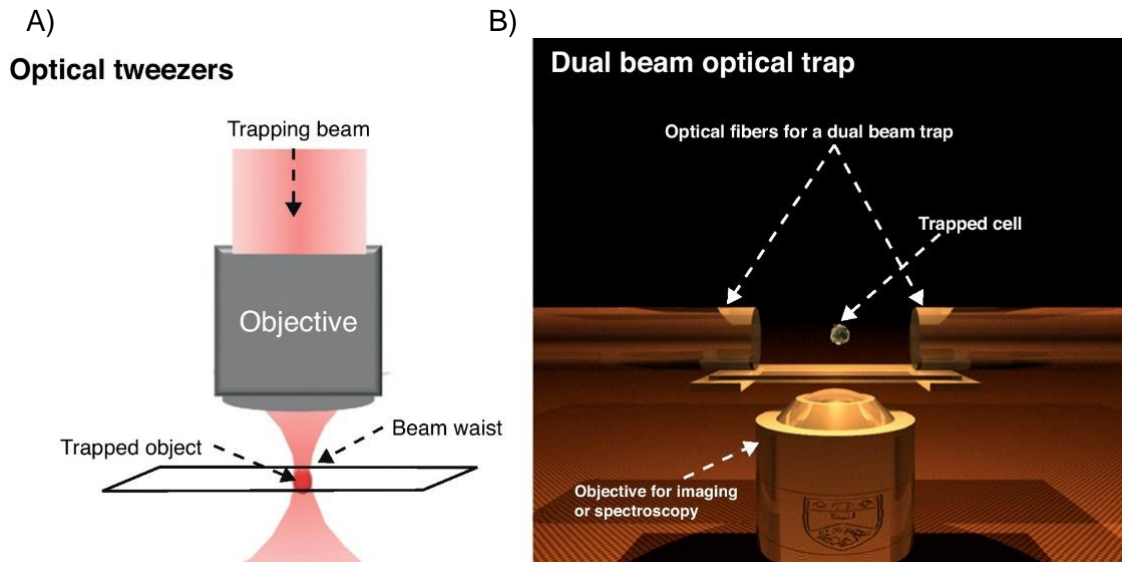 A)
Optical tweezers
Trapping beam
Objective
Trapped object
Beam waist
B)
Dual beam optical trap
Optical fibers for a dual beam trap
Trapped cell
Objective for imaging
or spectroscopy